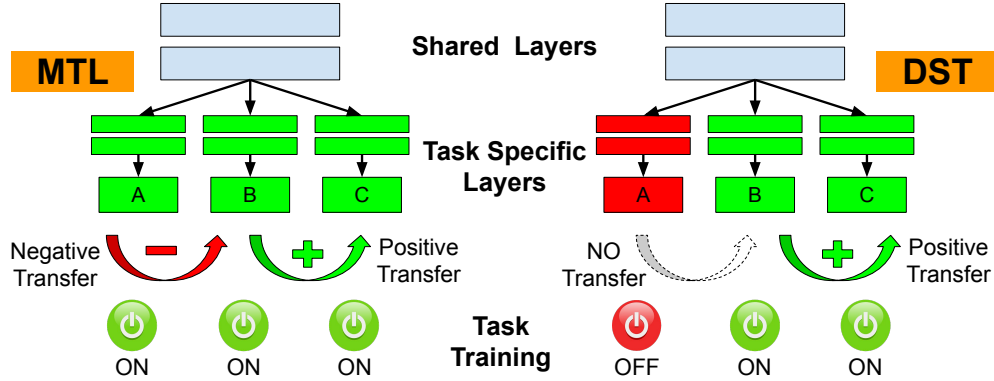 Shared Layers
MTL
DST
Task Specific
Layers
A
B
C
A
B
C
Negative
Transfer
Positive
Transfer
NO
Transfer
Positive
Transfer
Task
Training
ON
ON
ON
OFF
ON
ON